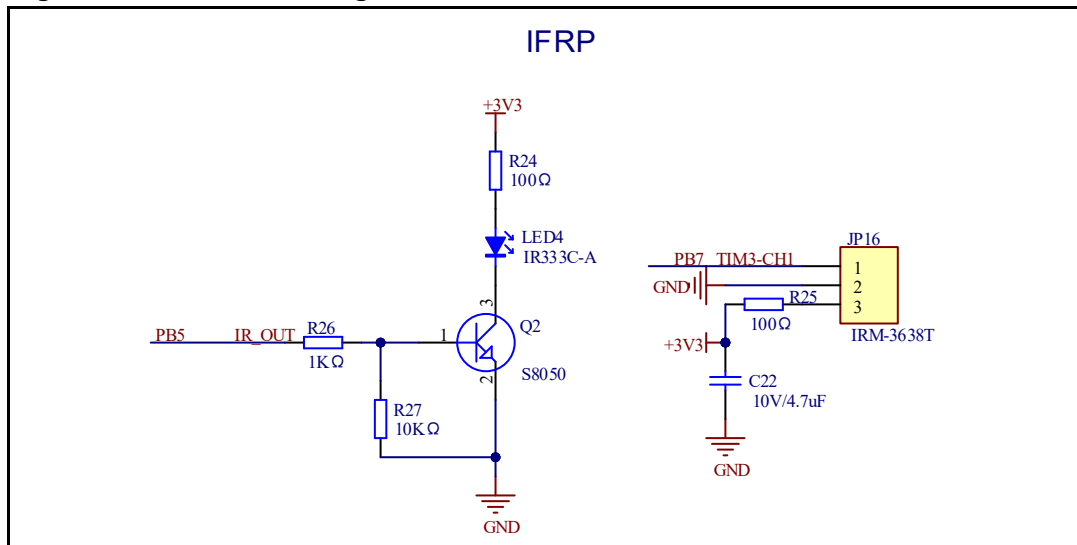 IFRP
+3V3
R24
100Ω
LED4
IR333C-A
3
Q2
1
S8050
2
PB5 IR_OUT R26
1KΩ
R27
10KΩ
GND
JP16
PB7 TIM3-CH1 1
GND 2
R25 3
100Ω
IRM-3638T
+3V3
C22
10V/4.7uF
GND